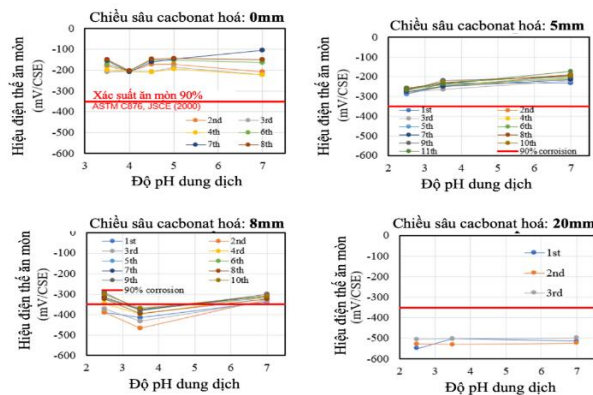 Chiều sâu cacbonat hoá: 0mm
Hiệu điện thế ăn mòn
(mV/CSE)
0
-100
-200
-300
-400
-500
-600
Xác suất ăn mòn 90%
ASTM C876, JSCE (2000)
2nd
3rd
4th
6th
7th
8th
3
4
5
6
7
Độ pH dung dịch
Chiều sâu cacbonat hoá: 5mm
Hiệu điện thế ăn mòn
(mV/CSE)
0
-100
-200
-300
-400
-500
-600
1st
2nd
3rd
4th
5th
6th
7th
8th
9th
10th
11th
90% corroision
2
3
4
5
6
7
Độ pH dung dịch
Chiều sâu cacbonat hoá: 8mm
Hiệu điện thế ăn mòn
(mV/CSE)
0
-100
-200
-300
-400
-500
-600
1st
2nd
3rd
4rd
5th
6th
7th
8th
9th
10th
90% corrosion
2
3
4
5
6
7
Độ pH dung dịch
Chiều sâu cacbonat hoá: 20mm
Hiệu điện thế ăn mòn
(mV/CSE)
0
-100
-200
-300
-400
-500
-600
1st
2nd
3rd
2
3
4
5
6
7
Độ pH dung dịch